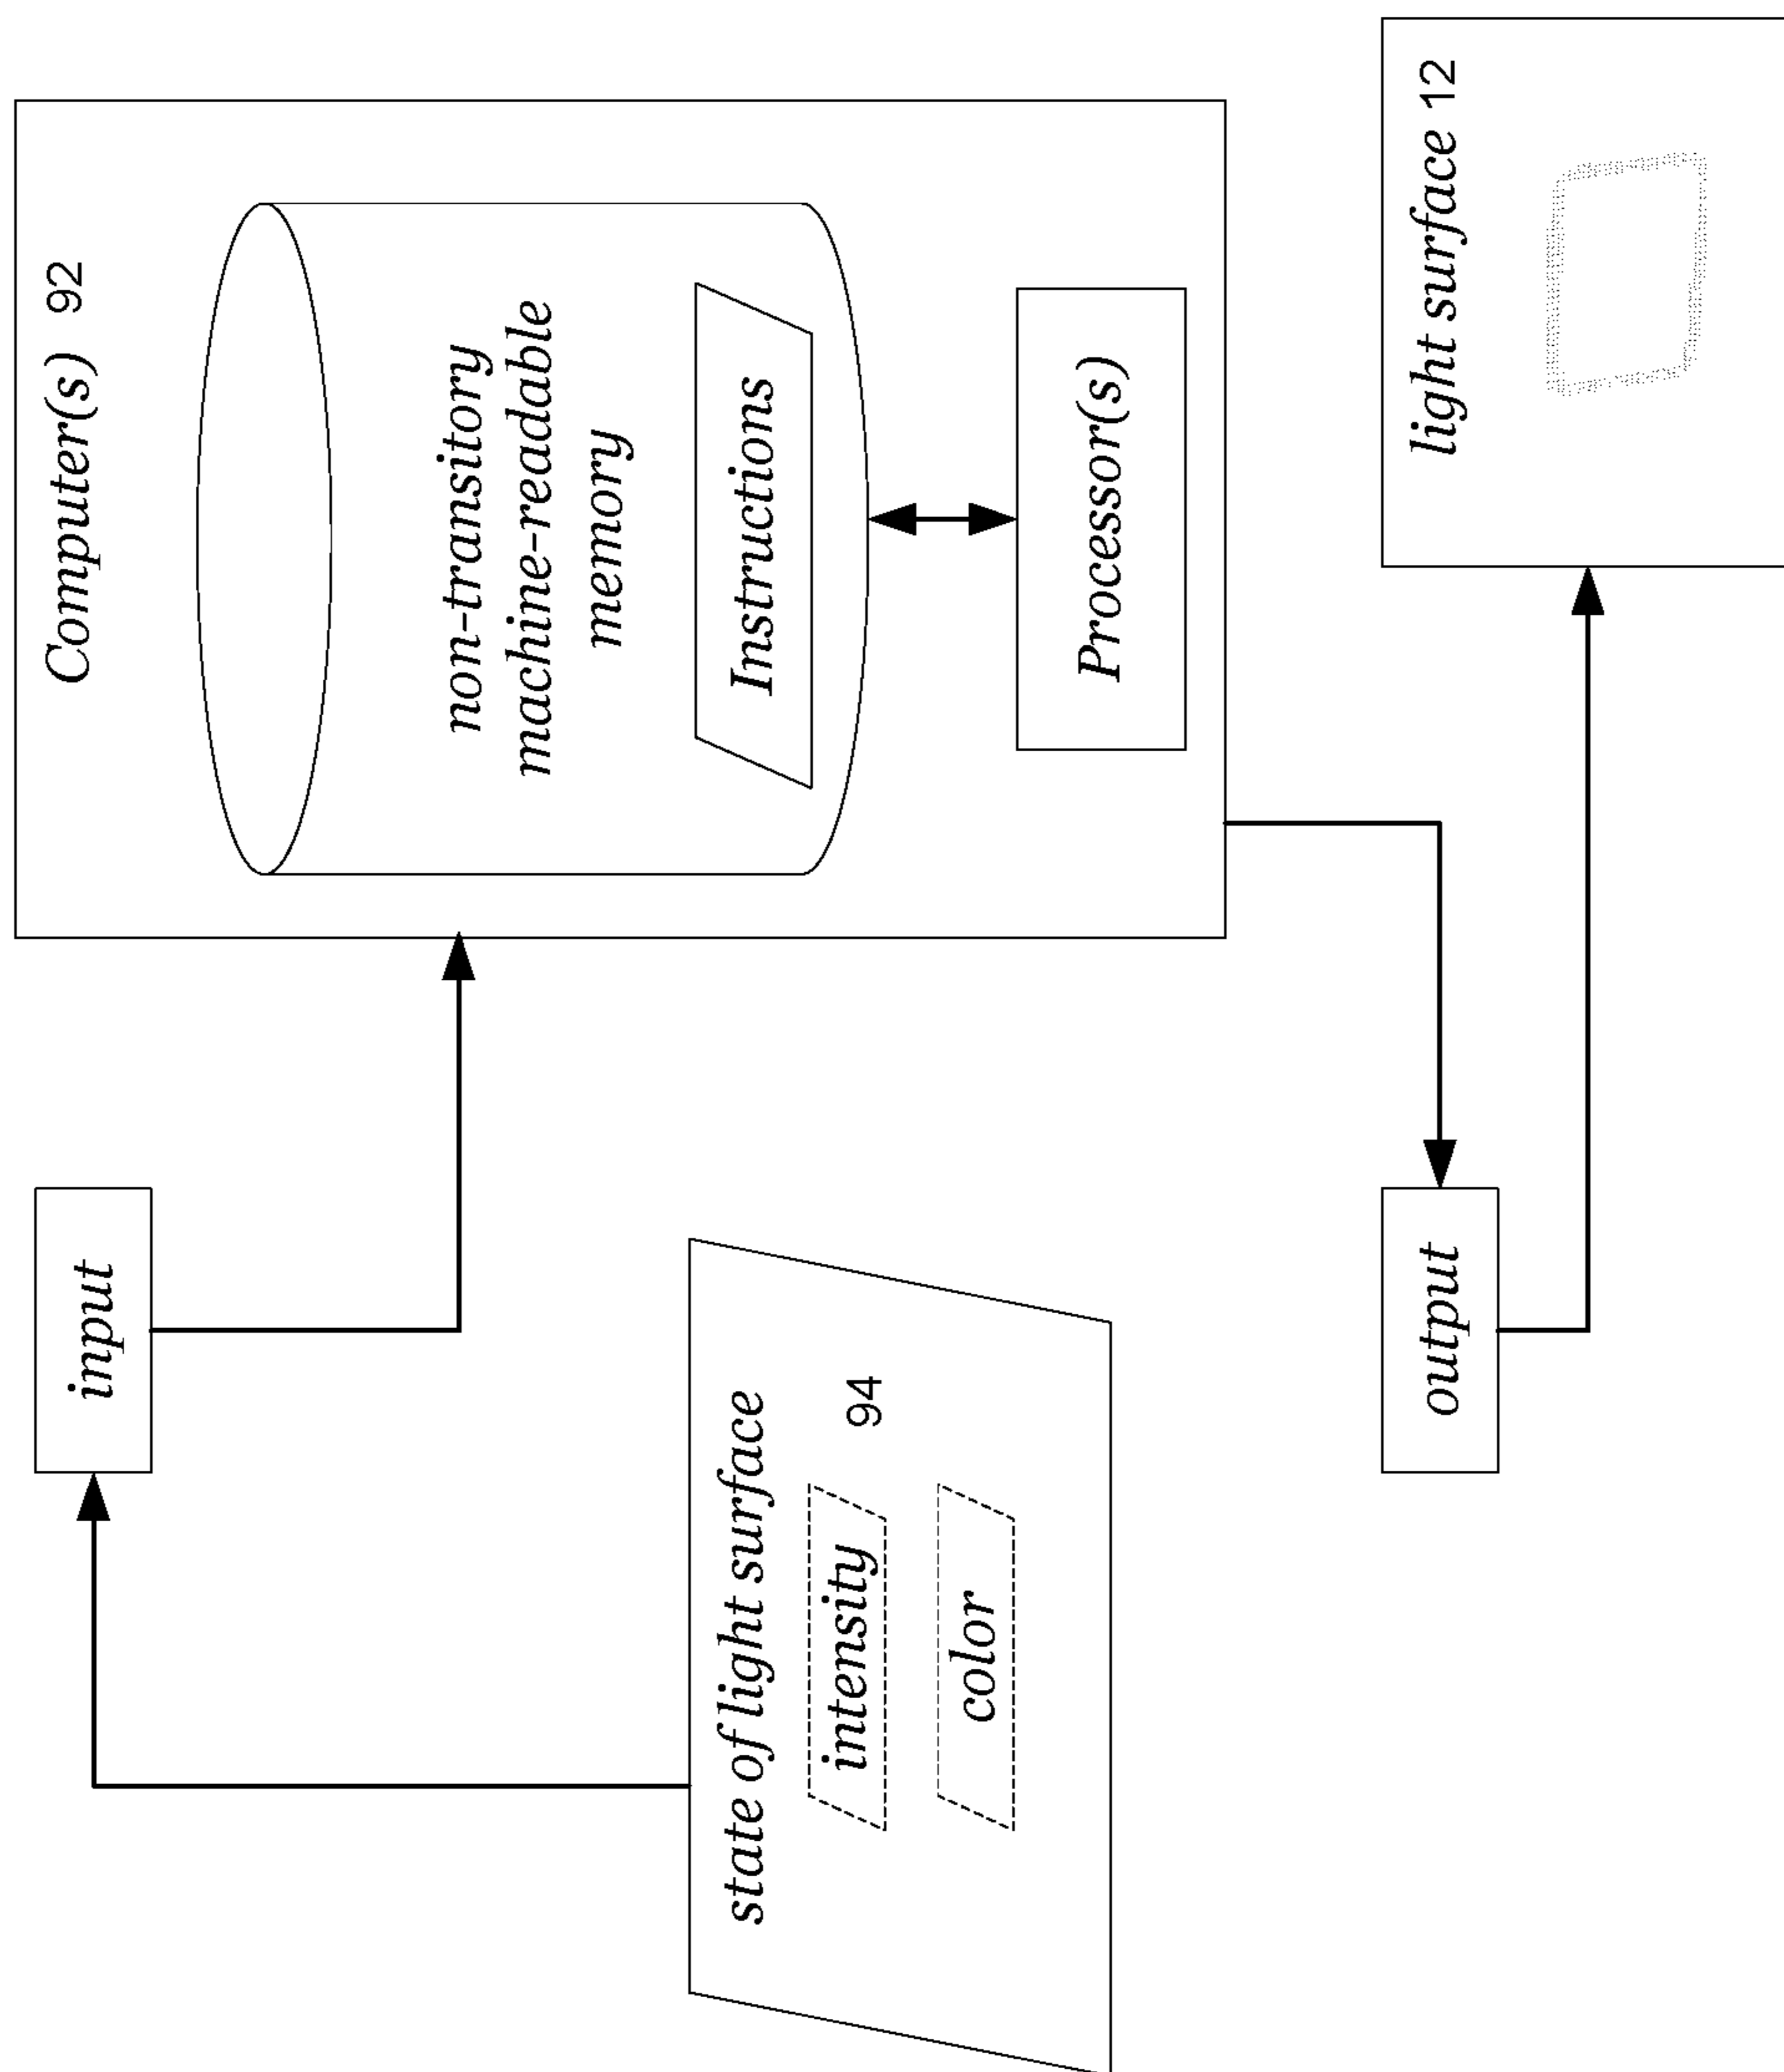 Computer(s) 92
non-transitory
machine-readable
memory
Instructions
Processor(s)
input
state of light surface
94
intensity
color
output
light surface 12